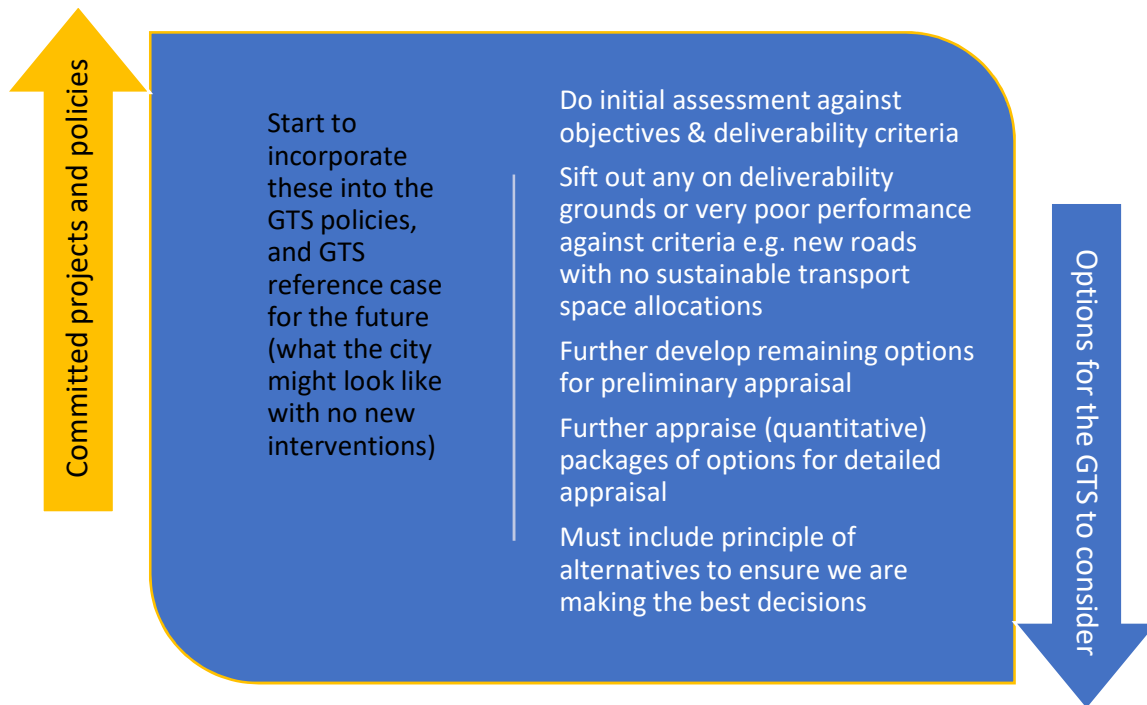 Committed projects and policies
Start to
incorporate
these into the
GTS policies,
and GTS
reference case
for the future
(what the city
might look like
with no new
interventions)
Do initial assessment against
objectives & deliverability criteria
Sift out any on deliverability
grounds or very poor performance
against criteria e.g. new roads
with no sustainable transport
space allocations
Further develop remaining options
for preliminary appraisal
Further appraise (quantitative)
packages of options for detailed
appraisal
Must include principle of
alternatives to ensure we are
making the best decisions
Options for the GTS to consider